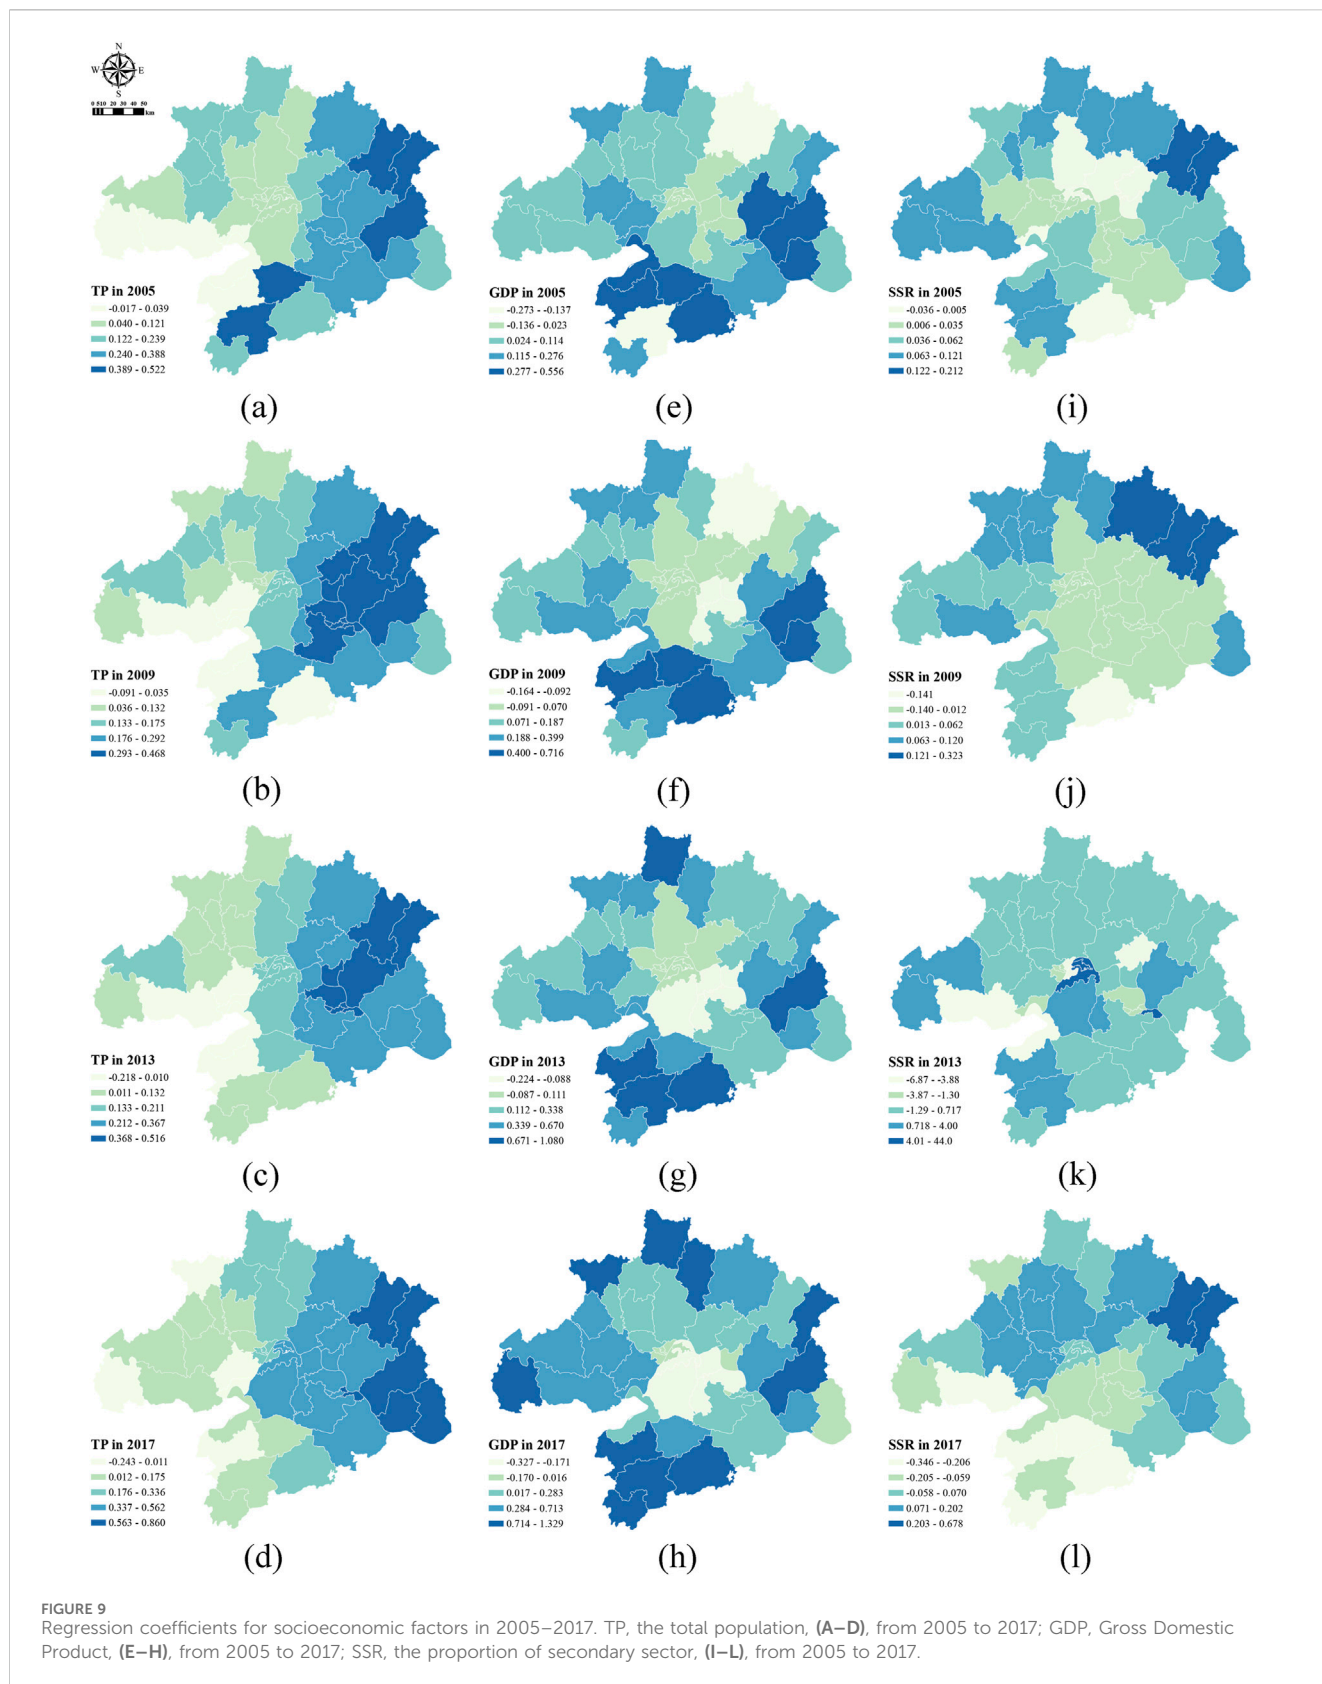 N
W E
S
0 510 20 30 40 50
km
TP in 2005
-0.017 - 0.039
0.040 - 0.121
0.122 - 0.239
0.240 - 0.388
0.389 - 0.522
(a)
GDP in 2005
-0.273 - -0.137
-0.136 - 0.023
0.024 - 0.114
0.115 - 0.276
0.277 - 0.556
(e)
SSR in 2005
-0.036 - 0.005
0.006 - 0.035
0.036 - 0.062
0.063 - 0.121
0.122 - 0.212
(i)
TP in 2009
-0.091 - 0.035
0.036 - 0.132
0.133 - 0.175
0.176 - 0.292
0.293 - 0.468
(b)
GDP in 2009
-0.164 - -0.092
-0.091 - 0.070
0.071 - 0.187
0.188 - 0.399
0.400 - 0.716
(f)
SSR in 2009
-0.141
-0.140 - 0.012
0.013 - 0.062
0.063 - 0.120
0.121 - 0.323
(j)
TP in 2013
-0.218 - 0.010
0.011 - 0.132
0.133 - 0.211
0.212 - 0.367
0.368 - 0.516
(c)
GDP in 2013
-0.224 - -0.088
-0.087 - 0.111
0.112 - 0.338
0.339 - 0.670
0.671 - 1.080
(g)
SSR in 2013
-6.87 - -3.88
-3.87 - -1.30
-1.29 - 0.717
0.718 - 4.00
4.01 - 44.0
(k)
TP in 2017
-0.243 - 0.011
0.012 - 0.175
0.176 - 0.336
0.337 - 0.562
0.563 - 0.860
(d)
GDP in 2017
-0.327 - -0.171
-0.170 - 0.016
0.017 - 0.283
0.284 - 0.713
0.714 - 1.329
(h)
SSR in 2017
-0.346 - -0.206
-0.205 - -0.059
-0.058 - 0.070
0.071 - 0.202
0.203 - 0.678
(l)
FIGURE 9
Regression coefficients for socioeconomic factors in 2005–2017. TP, the total population, (A–D), from 2005 to 2017; GDP, Gross Domestic
Product, (E–H), from 2005 to 2017; SSR, the proportion of secondary sector, (I–L), from 2005 to 2017.